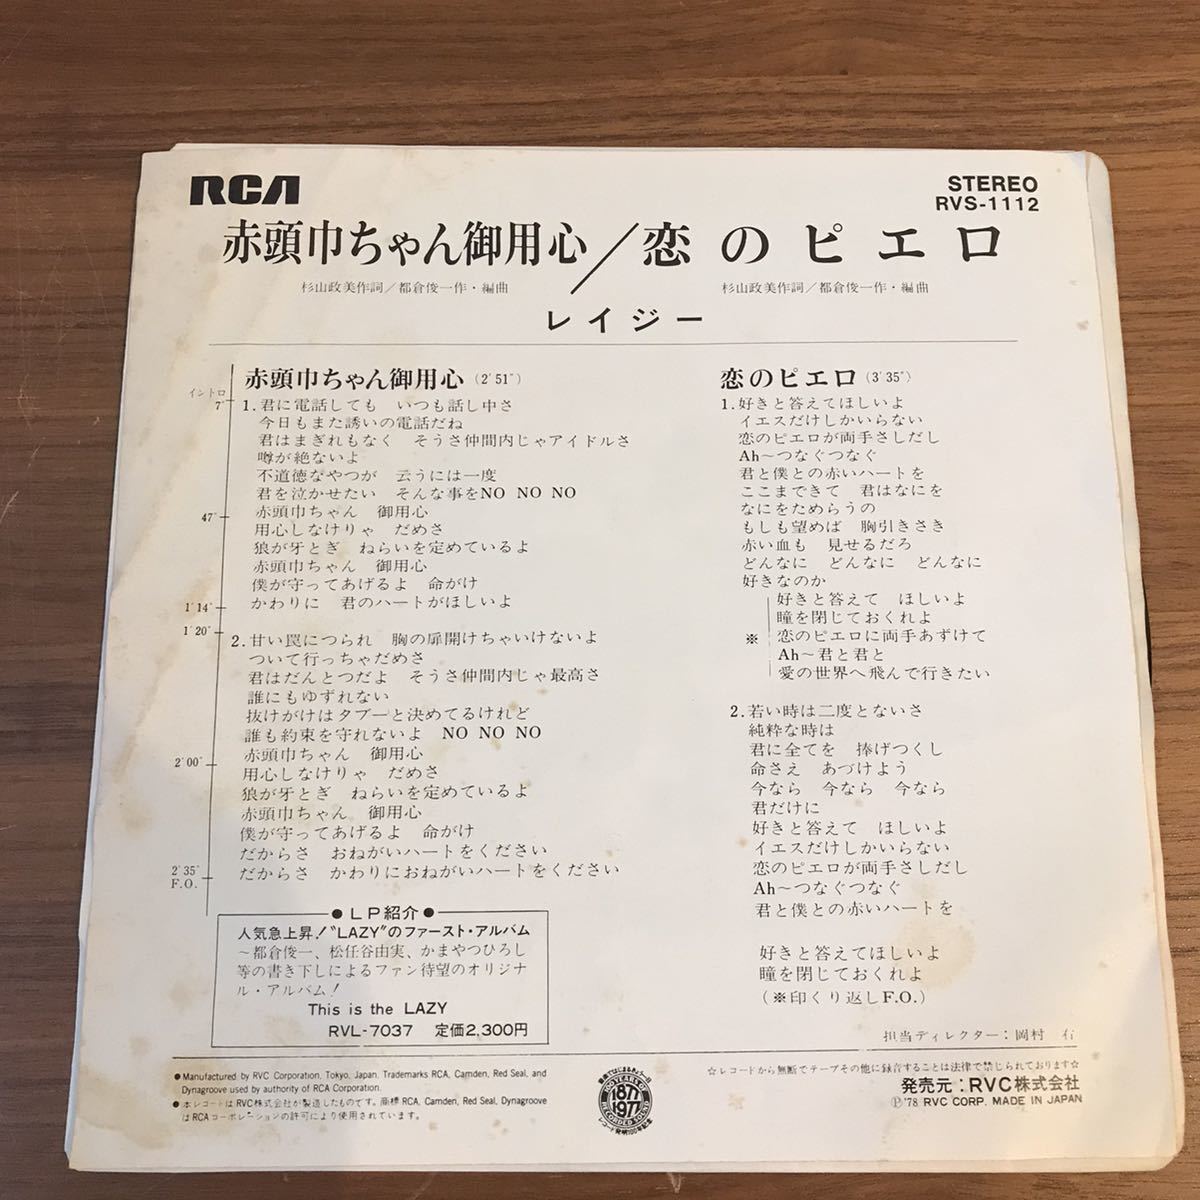 RCA
STEREO
RVS-1112
赤頭巾ちゃん御用心／恋のピエロ
杉山政美作詞／都倉俊一作・編曲
杉山政美作詞／都倉俊一作・編曲
レイジー
赤頭巾ちゃん御用心(2'51")
イントロ
7"
1.君に電話しても　いつも話し中さ
今日もまた誘いの電話だね
君はまぎれもなく　そうさ仲間内じゃアイドルさ
噂が絶ないよ
不道徳なやつが　云うには一度
君を泣かせたい　そんな事をNO NO NO
47"
赤頭巾ちゃん　御用心
用心しなけりゃ　だめさ
狼が牙とぎ　ねらいを定めているよ
赤頭巾ちゃん　御用心
僕が守ってあげるよ　命がけ
1'14"
かわりに　君のハートがほしいよ
1'20"
2.甘い罠につられ　胸の扉開けちゃいけないよ
ついて行っちゃだめさ
君はだんとつだよ　そうさ仲間内じゃ最高さ
誰にもゆずれない
抜けがけはタブーと決めてるけれど
誰も約束を守れないよ　NO NO NO
赤頭巾ちゃん　御用心
2'00"
用心しなけりゃ　だめさ
狼が牙とぎ　ねらいを定めているよ
赤頭巾ちゃん　御用心
僕が守ってあげるよ　命がけ
だからさ　おねがいハートをください
2'35"
F.O.
だからさ　かわりにおねがいハートをください
恋のピエロ(3'35")
1.好きと答えてほしいよ
イエスだけしかいらない
恋のピエロが両手さしだし
Ah〜つなぐつなぐ
君と僕との赤いハートを
ここまできて　君はなにを
なにをためらうの
もしも望めば　胸引きさき
赤い血も　見せるだろ
どんなに　どんなに　どんなに
好きなのか
好きと答えて　ほしいよ
瞳を閉じておくれよ
※　恋のピエロに両手あずけて
Ah〜君と君と
愛の世界へ飛んで行きたい
2.若い時は二度とないさ
純粋な時は
君に全てを　捧げつくし
命さえ　あづけよう
今なら　今なら　今なら
君だけに
好きと答えて　ほしいよ
イエスだけしかいらない
恋のピエロが両手さしだし
Ah〜つなぐつなぐ
君と僕との赤いハートを
好きと答えてほしいよ
瞳を閉じておくれよ
(※印くり返しF.O.)
●LP紹介●
人気急上昇!"LAZY"のファースト・アルバム
〜都倉俊一、松任谷由実、かまやつひろし
等の書き下しによるファン待望のオリジナ
ル・アルバム!
This is the LAZY
RVL-7037　定価2,300円
担当ディレクター:岡村　右
●Manufactured by RVC Corporation, Tokyo, Japan. Trademarks RCA, Camden, Red Seal, and
Dynagroove used by authority of RCA Corporation.
●本レコードはRVC株式会社が製造したものです。商標RCA, Camden, Red Seal, Dynagroove
はRCAコーポレーションの許可により使用されています。
100 YEARS OF
1877
1977
RECORDED SOUND
レコード発明100年記念
☆レコードから無断でテープその他に録音することは法律で禁じられております☆
発売元:RVC株式会社
Ⓟ'78 RVC CORP. MADE IN JAPAN